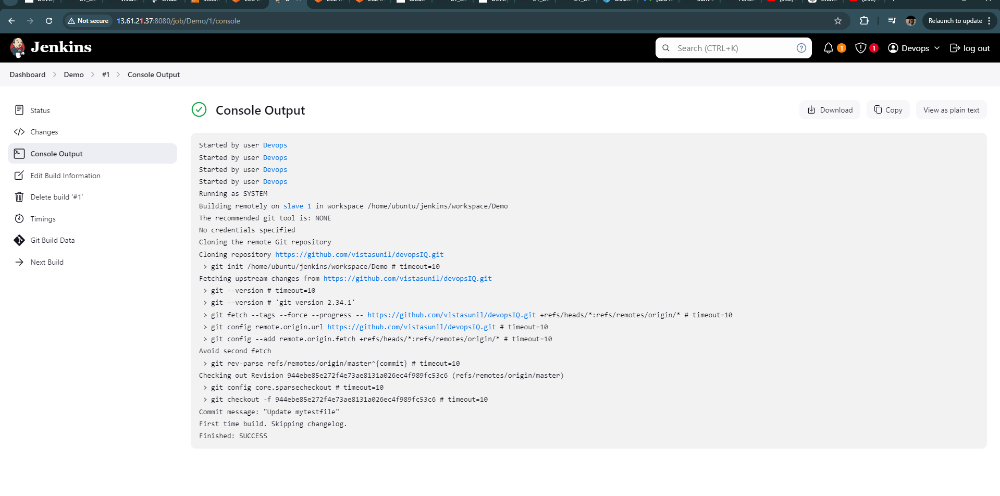 Not secure
13.61.21.37:8080/job/Demo/1/console
Relaunch to update
Jenkins
Search (CTRL+K)
1
1
Devops
log out
Dashboard
Demo
#1
Console Output
Status
Changes
Console Output
Edit Build Information
Delete build ‘#1’
Timings
Git Build Data
Next Build
Console Output
Download
Copy
View as plain text
Started by user Devops
Started by user Devops
Started by user Devops
Started by user Devops
Running as SYSTEM
Building remotely on slave 1 in workspace /home/ubuntu/jenkins/workspace/Demo
The recommended git tool is: NONE
No credentials specified
Cloning the remote Git repository
Cloning repository https://github.com/vistasunil/devopsIQ.git
 > git init /home/ubuntu/jenkins/workspace/Demo # timeout=10
Fetching upstream changes from https://github.com/vistasunil/devopsIQ.git
 > git --version # timeout=10
 > git --version # 'git version 2.34.1'
 > git fetch --tags --force --progress -- https://github.com/vistasunil/devopsIQ.git +refs/heads/*:refs/remotes/origin/* # timeout=10
 > git config remote.origin.url https://github.com/vistasunil/devopsIQ.git # timeout=10
 > git config --add remote.origin.fetch +refs/heads/*:refs/remotes/origin/* # timeout=10
Avoid second fetch
 > git rev-parse refs/remotes/origin/master^{commit} # timeout=10
Checking out Revision 944ebe85e272f4e73ae8131a026ec4f989fc53c6 (refs/remotes/origin/master)
 > git config core.sparsecheckout # timeout=10
 > git checkout -f 944ebe85e272f4e73ae8131a026ec4f989fc53c6 # timeout=10
Commit message: "Update mytestfile"
First time build. Skipping changelog.
Finished: SUCCESS